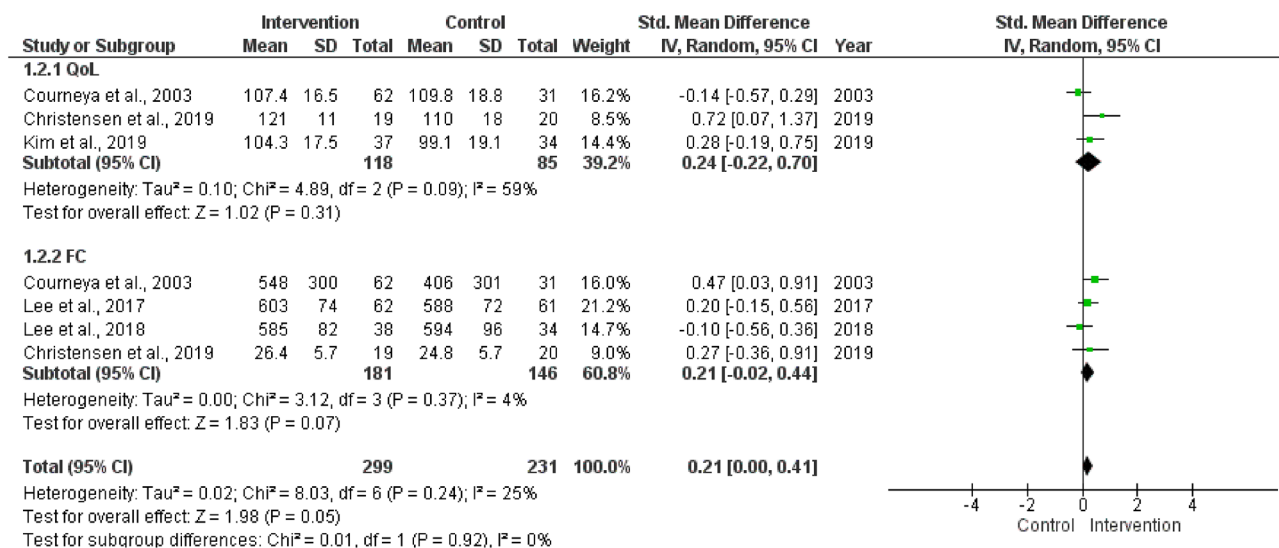 Intervention Control Std. Mean Difference Std. Mean Difference
Study or Subgroup Mean SD Total Mean SD Total Weight IV, Random, 95% CI Year IV, Random, 95% CI
1.2.1 QoL
Courneya et al., 2003 107.4 16.5 62 109.8 18.8 31 16.2% -0.14 [-0.57, 0.29] 2003
Christensen et al., 2019 121 11 19 110 18 20 8.5% 0.72 [0.07, 1.37] 2019
Kim et al., 2019 104.3 17.5 37 99.1 19.1 34 14.4% 0.28 [-0.19, 0.75] 2019
Subtotal (95% CI) 118 85 39.2% 0.24 [-0.22, 0.70]
Heterogeneity: Tau² = 0.10; Chi² = 4.89, df = 2 (P = 0.09); I² = 59%
Test for overall effect: Z = 1.02 (P = 0.31)
1.2.2 FC
Courneya et al., 2003 548 300 62 406 301 31 16.0% 0.47 [0.03, 0.91] 2003
Lee et al., 2017 603 74 62 588 72 61 21.2% 0.20 [-0.15, 0.56] 2017
Lee et al., 2018 585 82 38 594 96 34 14.7% -0.10 [-0.56, 0.36] 2018
Christensen et al., 2019 26.4 5.7 19 24.8 5.7 20 9.0% 0.27 [-0.36, 0.91] 2019
Subtotal (95% CI) 181 146 60.8% 0.21 [-0.02, 0.44]
Heterogeneity: Tau² = 0.00; Chi² = 3.12, df = 3 (P = 0.37); I² = 4%
Test for overall effect: Z = 1.83 (P = 0.07)
Total (95% CI) 299 231 100.0% 0.21 [0.00, 0.41]
Heterogeneity: Tau² = 0.02; Chi² = 8.03, df = 6 (P = 0.24); I² = 25%
Test for overall effect: Z = 1.98 (P = 0.05)
Test for subgroup differences: Chi² = 0.01, df = 1 (P = 0.92), I² = 0%
-4 -2 0 2 4
Control Intervention